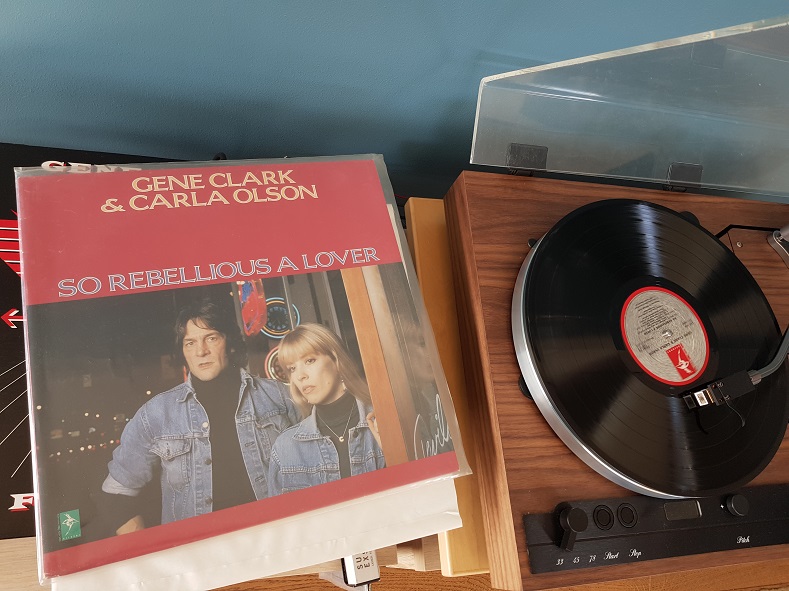 GENE CLARK
& CARLA OLSON
SO REBELLIOUS A LOVER
33 45 78 Start Stop
Pitch